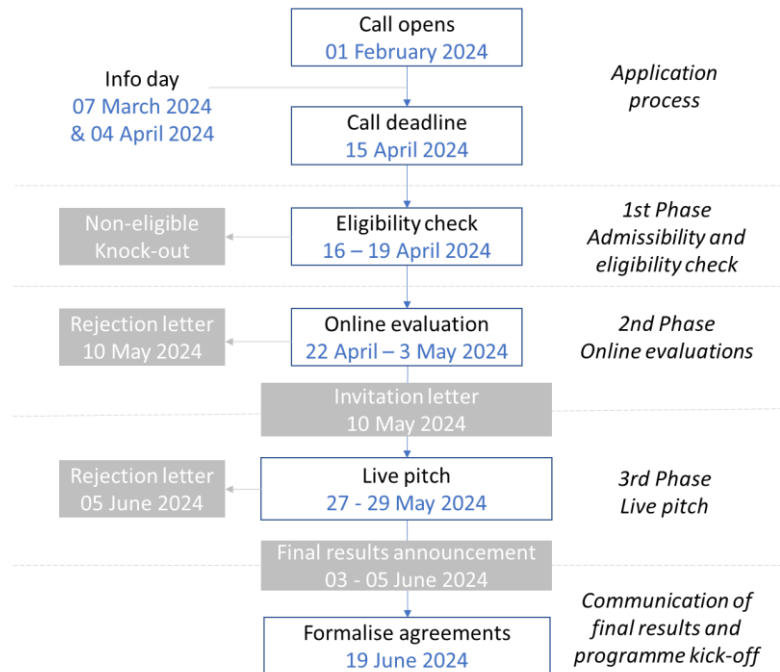 Call opens
01 February 2024
Info day
07 March 2024
& 04 April 2024
Application
process
Call deadline
15 April 2024
Non-eligible
Knock-out
Eligibility check
16 – 19 April 2024
1st Phase
Admissibility and
eligibility check
Rejection letter
10 May 2024
Online evaluation
22 April – 3 May 2024
2nd Phase
Online evaluations
Invitation letter
10 May 2024
Rejection letter
05 June 2024
Live pitch
27 - 29 May 2024
3rd Phase
Live pitch
Final results announcement
03 - 05 June 2024
Formalise agreements
19 June 2024
Communication of
final results and
programme kick-off